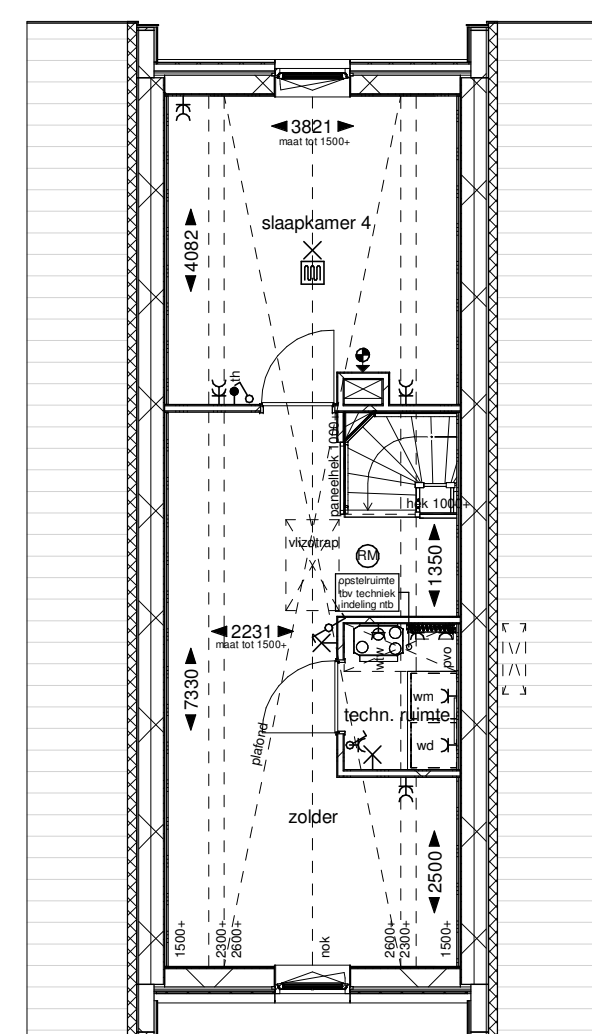 3821
maat tot 1500+
slaapkamer 4
4082
th
paneelhek 1000+
hek 1000+
vlizotrap
RM
1350
opstelruimte
tbv techniek
indeling ntb
2231
maat tot 1500+
wtw
pvo
7330
wm
techn. ruimte
plafond
wd
zolder
2500
1500+
2300+
2600+
nok
2600+
2300+
1500+